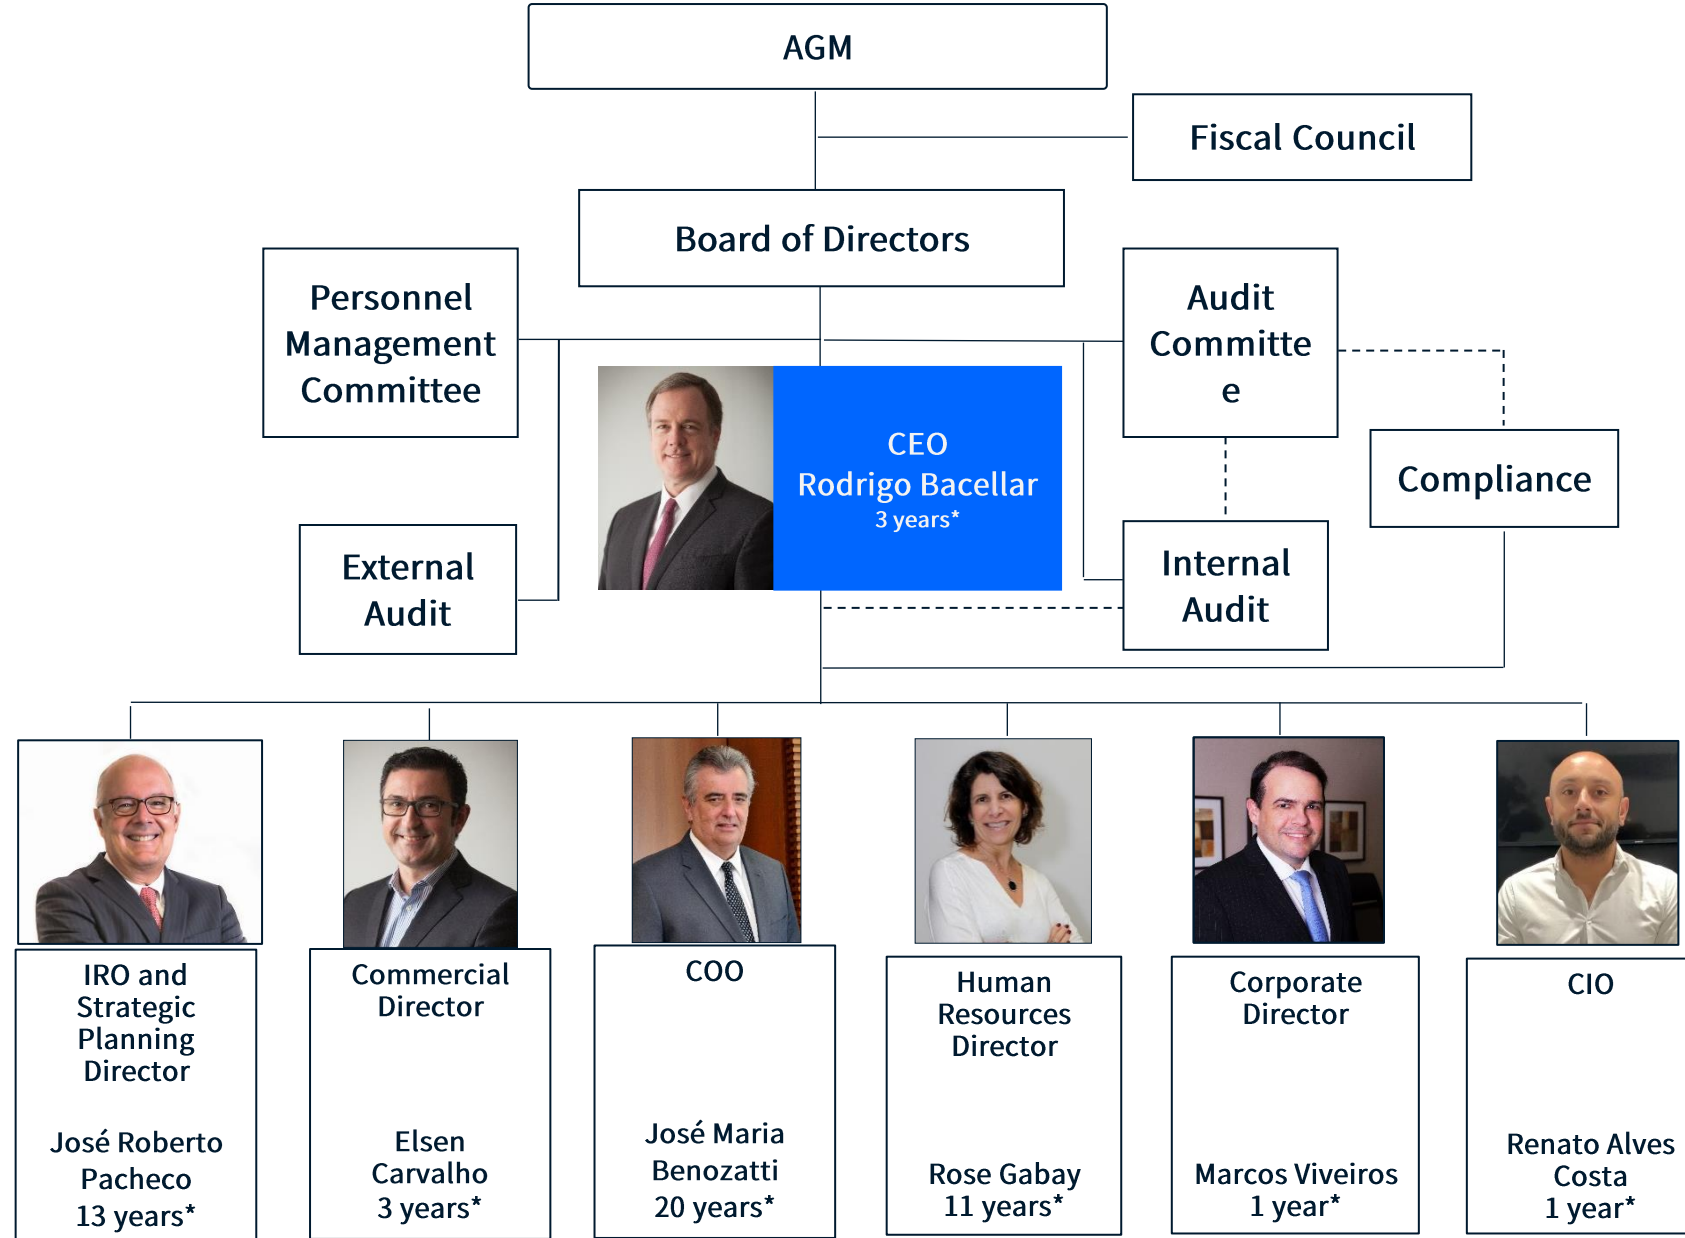 AGM
Fiscal Council
Board of Directors
Personnel
Management
Committee
Audit
Committe
e
CEO
Rodrigo Bacellar
3 years*
Compliance
External
Audit
Internal
Audit
IRO and
Strategic
Planning
Director
José Roberto
Pacheco
13 years*
Commercial
Director
Elsen
Carvalho
3 years*
COO
José Maria
Benozatti
20 years*
Human
Resources
Director
Rose Gabay
11 years*
Corporate
Director
Marcos Viveiros
1 year*
CIO
Renato Alves
Costa
1 year*